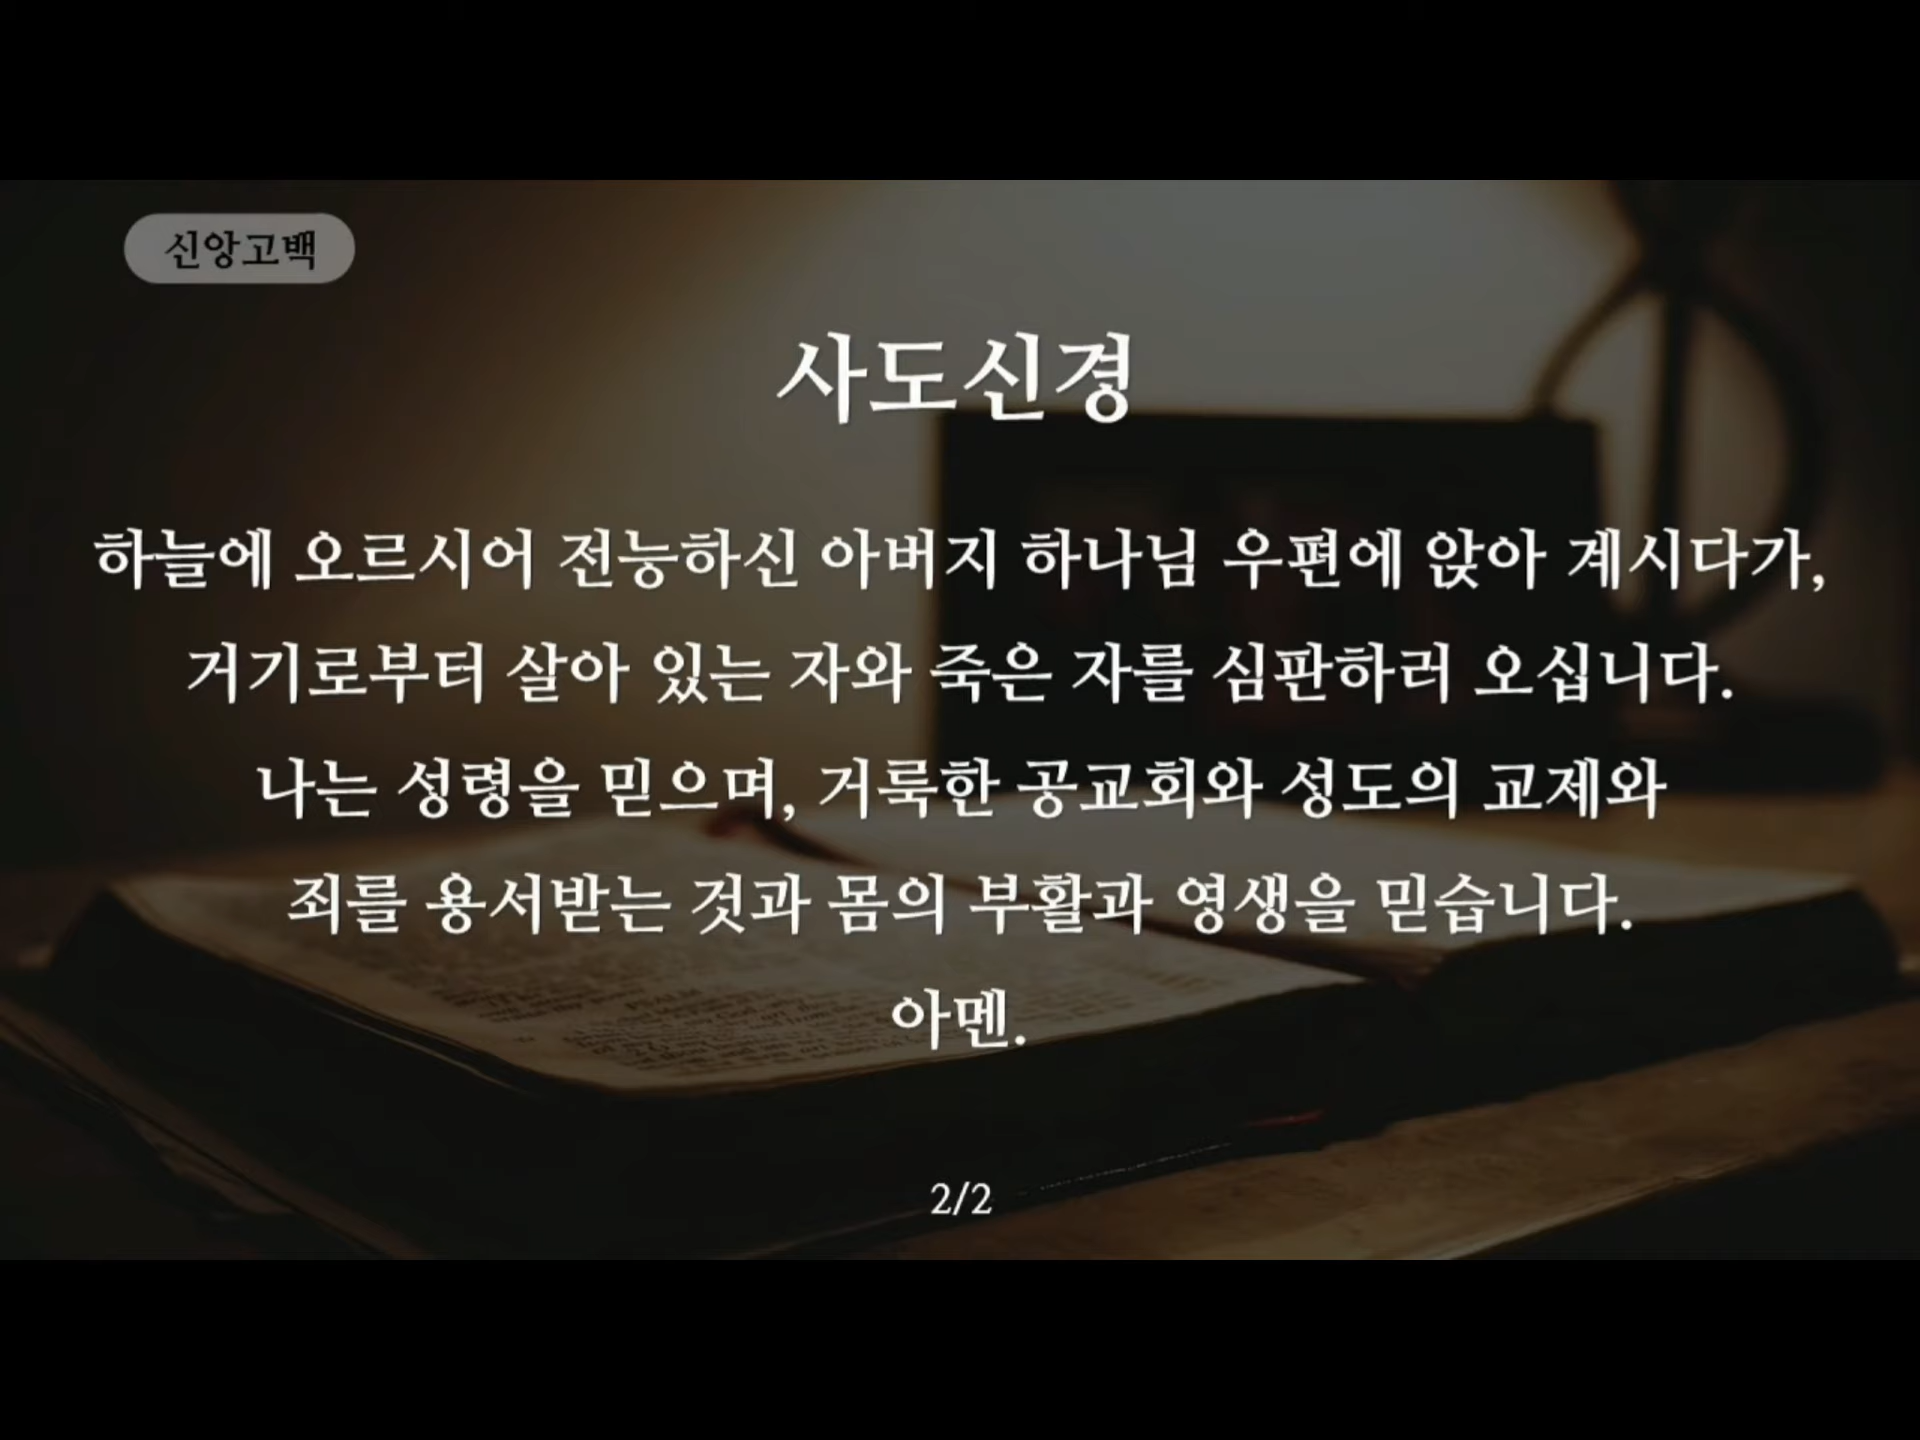 신앙고백
사도신경
하늘에 오르시어 전능하신 아버지 하나님 우편에 앉아 계시다가,
거기로부터 살아 있는 자와 죽은 자를 심판하러 오십니다.
나는 성령을 믿으며, 거룩한 공교회와 성도의 교제와
죄를 용서받는 것과 몸의 부활과 영생을 믿습니다.
아멘.
2/2